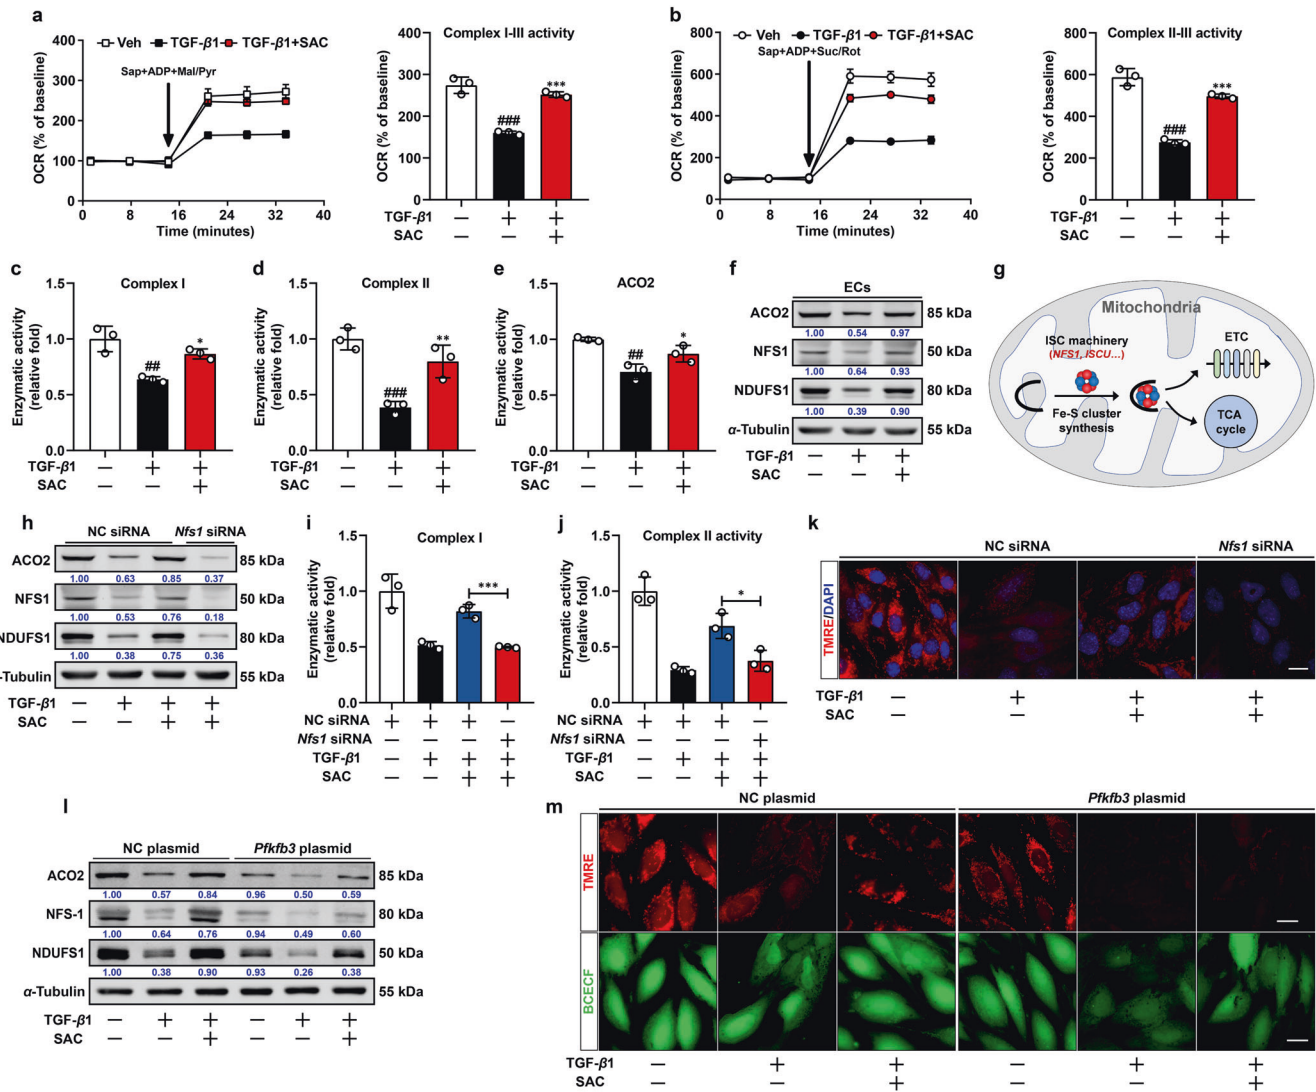 a
400
300
200
100
0
OCR (% of baseline)
Veh TGF-β1 TGF-β1+SAC
Sap+ADP+Mal/Pyr
0 8 16 24 32 40
Time (minutes)
Complex I-III activity
400
300
200
100
0
OCR (% of baseline)
###
***
TGF-β1 — + +
SAC — — +
b
800
600
400
200
0
OCR (% of baseline)
Veh TGF-β1 TGF-β1+SAC
Sap+ADP+Suc/Rot
0 8 16 24 32 40
Time (minutes)
Complex II-III activity
800
600
400
200
0
OCR (% of baseline)
###
***
TGF-β1 — + +
SAC — — +
c
Complex I
1.5
1.0
0.5
0.0
Enzymatic activity
(relative fold)
##
*
TGF-β1 — + +
SAC — — +
d
Complex II
1.5
1.0
0.5
0.0
Enzymatic activity
(relative fold)
###
**
TGF-β1 — + +
SAC — — +
e
ACO2
1.5
1.0
0.5
0.0
Enzymatic activity
(relative fold)
##
*
TGF-β1 — + +
SAC — — +
f
ECs
ACO2 85 kDa
1.00 0.54 0.97
NFS1 50 kDa
1.00 0.64 0.93
NDUFS1 80 kDa
1.00 0.39 0.90
α-Tubulin 55 kDa
TGF-β1 — + +
SAC — — +
g
Mitochondria
ISC machinery
(NFS1, ISCU...)
Fe-S cluster
synthesis
ETC
TCA
cycle
h
NC siRNA Nfs1 siRNA
ACO2 85 kDa
1.00 0.63 0.85 0.37
NFS1 50 kDa
1.00 0.53 0.76 0.18
NDUFS1 80 kDa
1.00 0.38 0.75 0.36
-Tubulin 55 kDa
TGF-β1 — + + +
SAC — — + +
i
Complex I
1.5
1.0
0.5
0.0
Enzymatic activity
(relative fold)
***
NC siRNA + + + —
Nfs1 siRNA — — — +
TGF-β1 — + + +
SAC — — + +
j
Complex II activity
1.5
1.0
0.5
0.0
Enzymatic activity
(relative fold)
*
NC siRNA + + + —
Nfs1 siRNA — — — +
TGF-β1 — + + +
SAC — — + +
k
NC siRNA Nfs1 siRNA
TMRE/DAPI
TGF-β1 — + + +
SAC — — + +
l
NC plasmid Pfkfb3 plasmid
ACO2 85 kDa
1.00 0.57 0.84 0.96 0.50 0.59
NFS-1 80 kDa
1.00 0.64 0.76 0.94 0.49 0.60
NDUFS1 50 kDa
1.00 0.38 0.90 0.93 0.26 0.38
α-Tubulin 55 kDa
TGF-β1 — + + — + +
SAC — — + — — +
m
NC plasmid Pfkfb3 plasmid
TMRE
BCECF
TGF-β1 — + + — + +
SAC — — + — — +